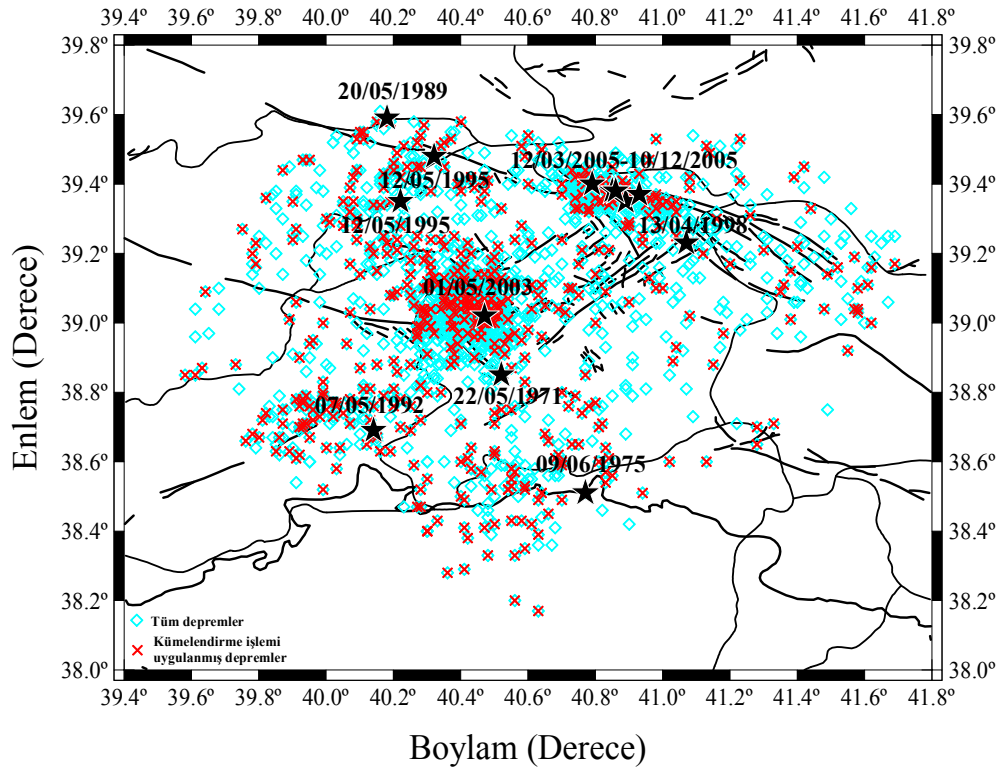 39.4º 39.6º 39.8º 40.0º 40.2º 40.4º 40.6º 40.8º 41.0º 41.2º 41.4º 41.6º 41.8º
39.8º 39.8º
20/05/1989
39.6º 39.6º
12/03/2005-10/12/2005
39.4º 39.4º
12/05/1995
12/05/1995 13/04/1998
39.2º 39.2º
01/05/2003
39.0º 39.0º
38.8º 38.8º
22/05/1971
07/05/1992
38.6º 38.6º
09/06/1975
38.4º 38.4º
38.2º 38.2º
Tüm depremler
Kümelendirme işlemi
uygulanmış depremler
38.0º 38.0º
39.4º 39.6º 39.8º 40.0º 40.2º 40.4º 40.6º 40.8º 41.0º 41.2º 41.4º 41.6º 41.8º
Enlem (Derece)
Boylam (Derece)